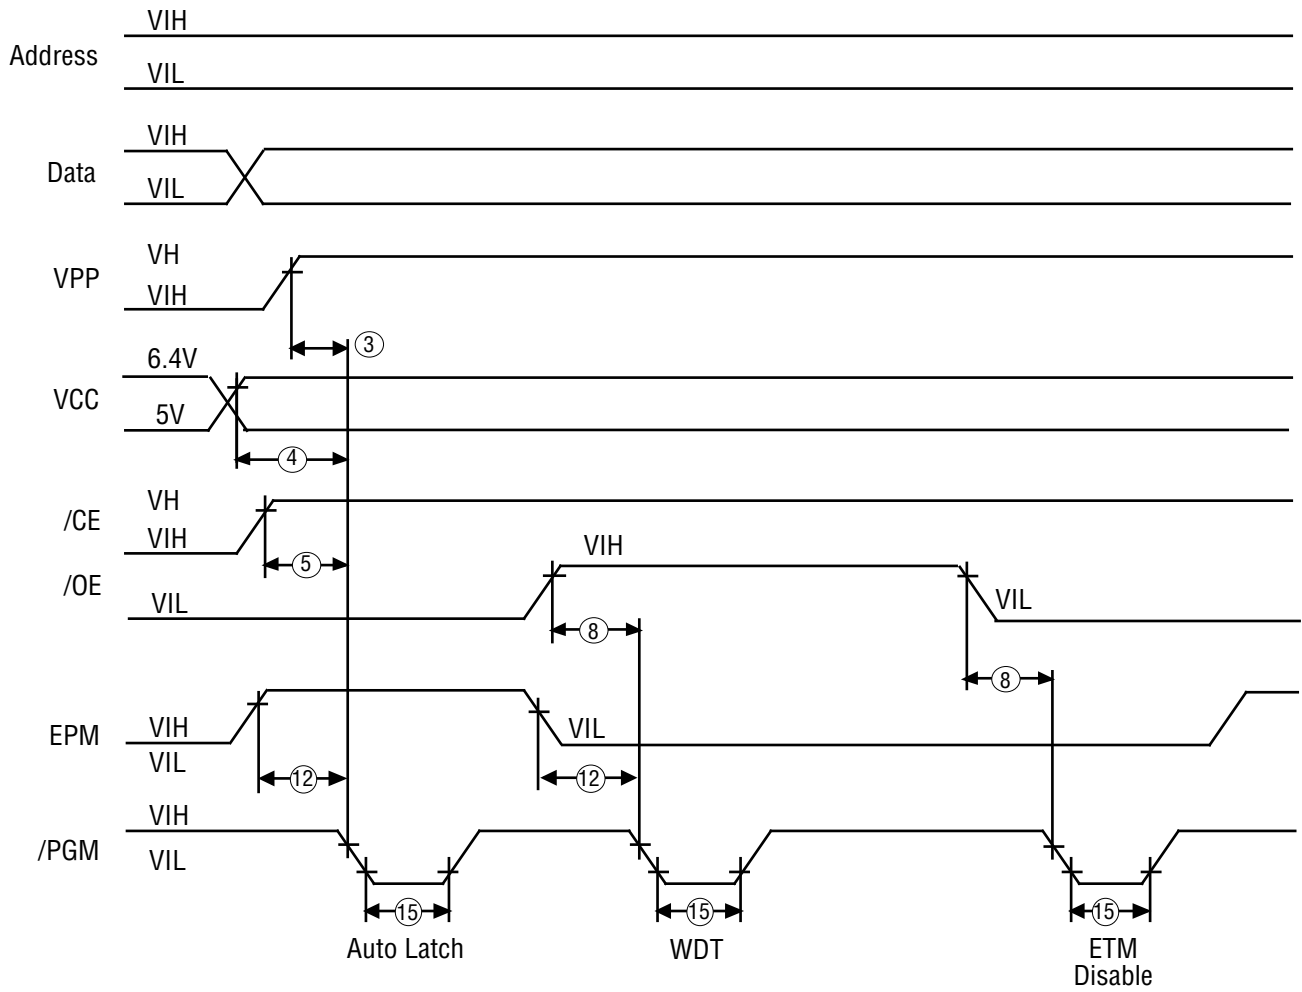 VIH
Address
VIL
VIH
Data
VIL
VH
VPP
VIH
3
6.4V
VCC
5V
4
VH
/CE
VIH
5
VIH
/OE
VIL
VIL
8
8
EPM
VIH
VIL
VIL
12
12
VIH
/PGM
VIL
15
15
15
Auto Latch
WDT
ETM
Disable